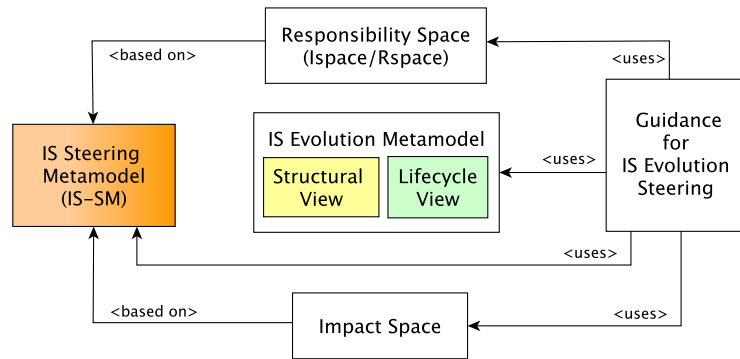 Responsibility Space
(Ispace/Rspace)
<based on>
<uses>
IS Steering
Metamodel
(IS-SM)
IS Evolution Metamodel
Structural
View
Lifecycle
View
<uses>
Guidance
for
IS Evolution
Steering
<uses>
<based on>
Impact Space
<uses>